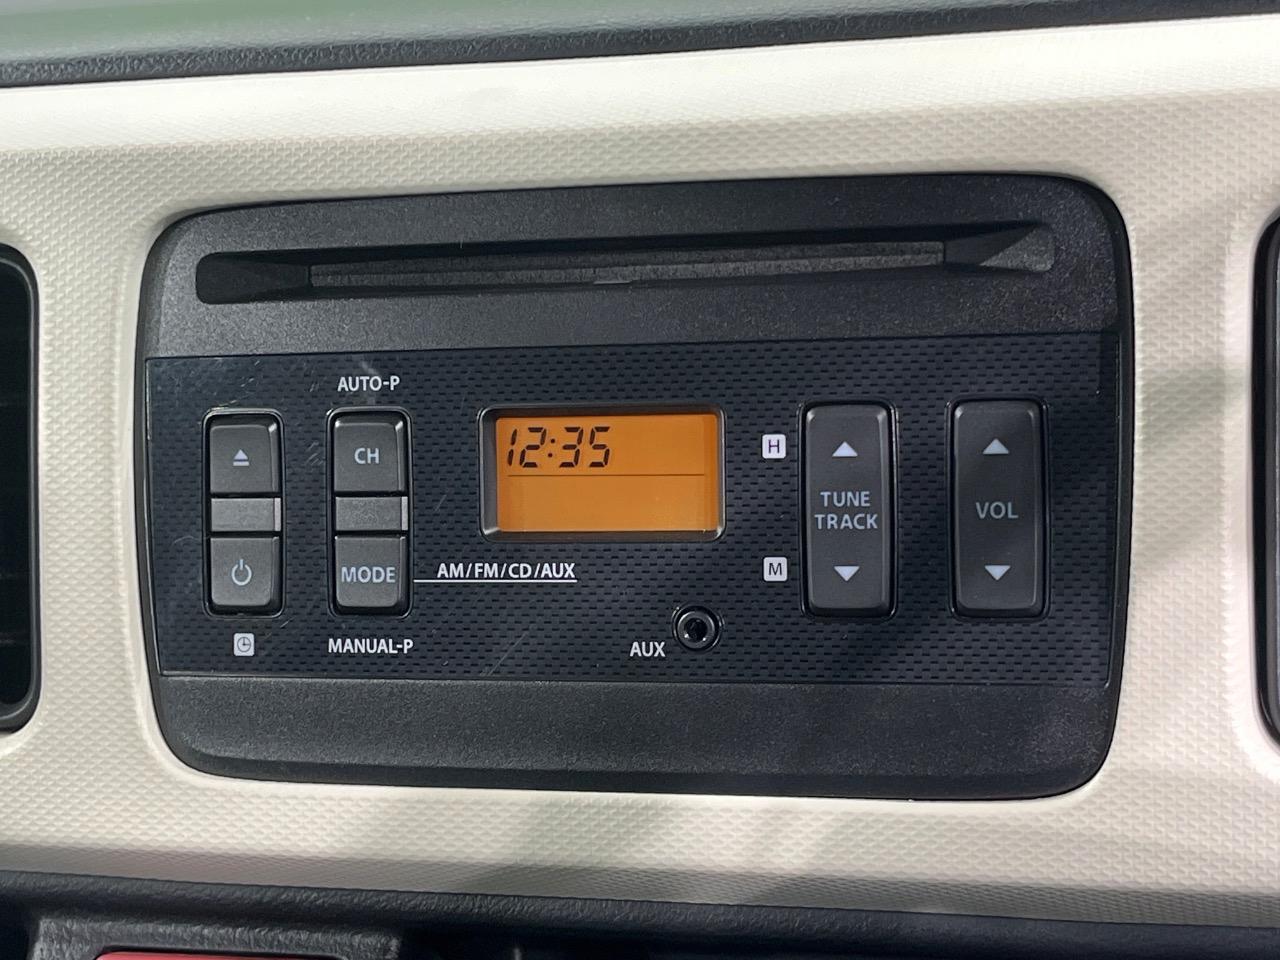 AUTO-P
CH
12:35
H
TUNE
TRACK
VOL
MODE
AM/FM/CD/AUX
M
MANUAL-P
AUX